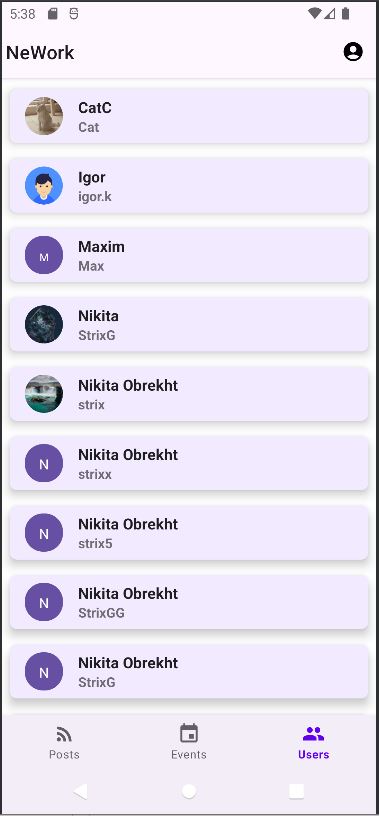 5:38
NeWork
CatC
Cat
Igor
igor.k
M
Maxim
Max
Nikita
StrixG
Nikita Obrekht
strix
N
Nikita Obrekht
strixx
N
Nikita Obrekht
strix5
N
Nikita Obrekht
StrixGG
N
Nikita Obrekht
StrixG
Posts
Events
Users